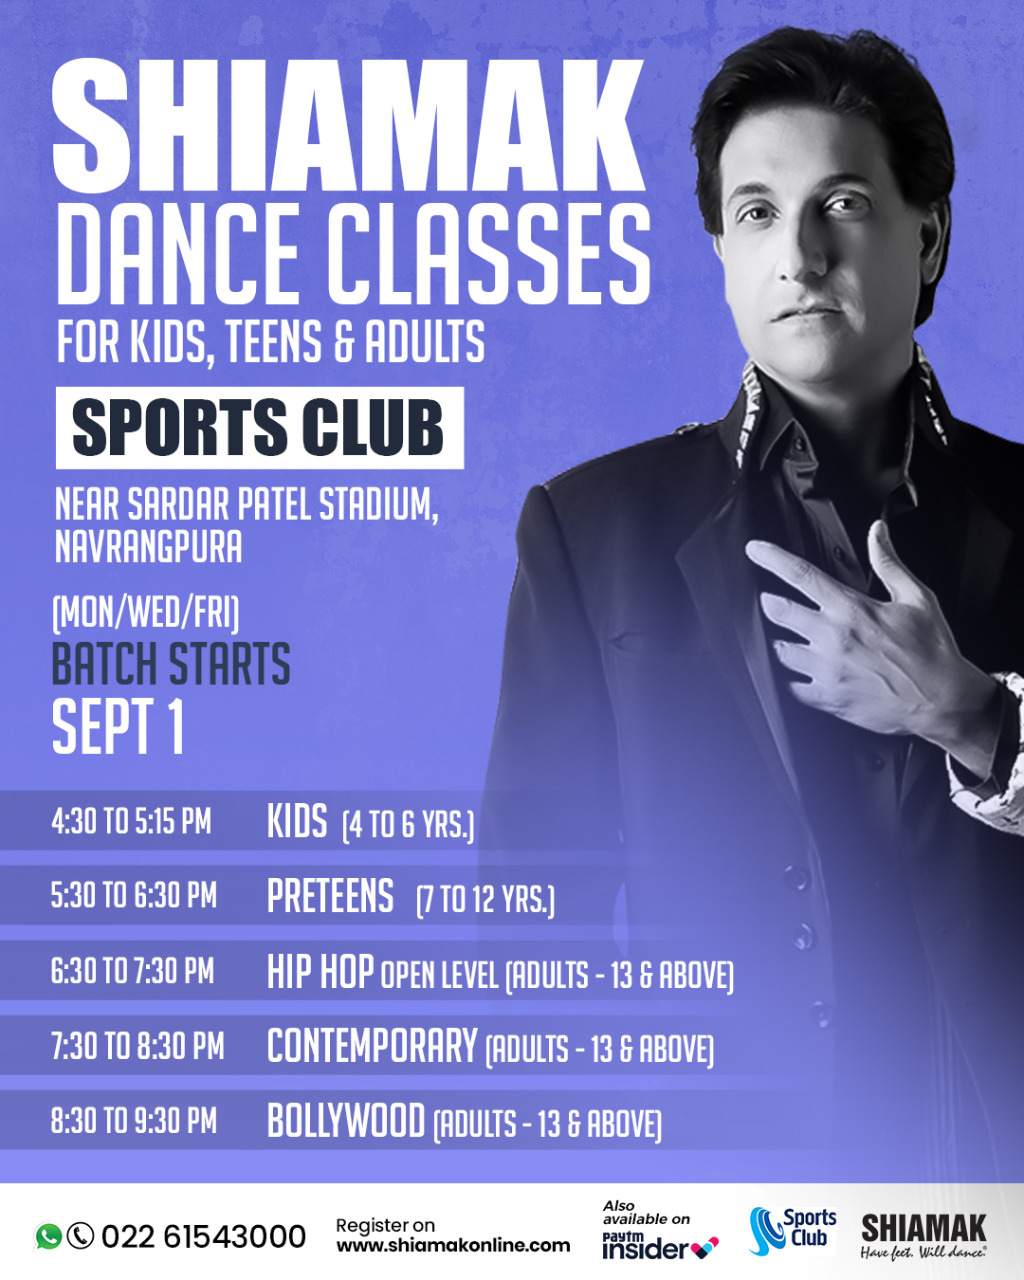 SHIAMAK
DANCE CLASSES
FOR KIDS, TEENS & ADULTS
SPORTS CLUB
NEAR SARDAR PATEL STADIUM,
NAVRANGPURA
(MON/WED/FRI)
BATCH STARTS
SEPT 1
4:30 TO 5:15 PM KIDS (4 TO 6 YRS.)
5:30 TO 6:30 PM PRETEENS (7 TO 12 YRS.)
6:30 TO 7:30 PM HIP HOP OPEN LEVEL (ADULTS - 13 & ABOVE)
7:30 TO 8:30 PM CONTEMPORARY (ADULTS - 13 & ABOVE)
8:30 TO 9:30 PM BOLLYWOOD (ADULTS - 13 & ABOVE)
022 61543000
Register on
www.shiamakonline.com
Also
available on
paytm
insider
Sports
Club
SHIAMAK
Have feet. Will dance.®